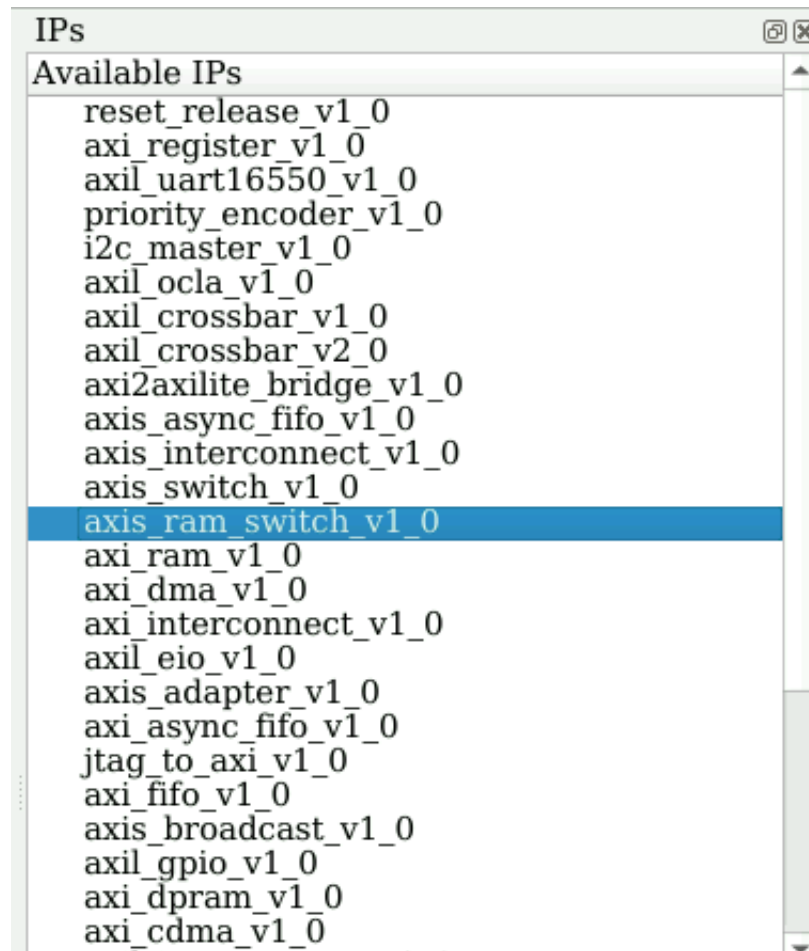 IPs
Available IPs
reset_release_v1_0
axi_register_v1_0
axil_uart16550_v1_0
priority_encoder_v1_0
i2c_master_v1_0
axil_ocla_v1_0
axil_crossbar_v1_0
axil_crossbar_v2_0
axi2axilite_bridge_v1_0
axis_async_fifo_v1_0
axis_interconnect_v1_0
axis_switch_v1_0
axis_ram_switch_v1_0
axi_ram_v1_0
axi_dma_v1_0
axi_interconnect_v1_0
axil_eio_v1_0
axis_adapter_v1_0
axi_async_fifo_v1_0
jtag_to_axi_v1_0
axi_fifo_v1_0
axis_broadcast_v1_0
axil_gpio_v1_0
axi_dpram_v1_0
axi_cdma_v1_0